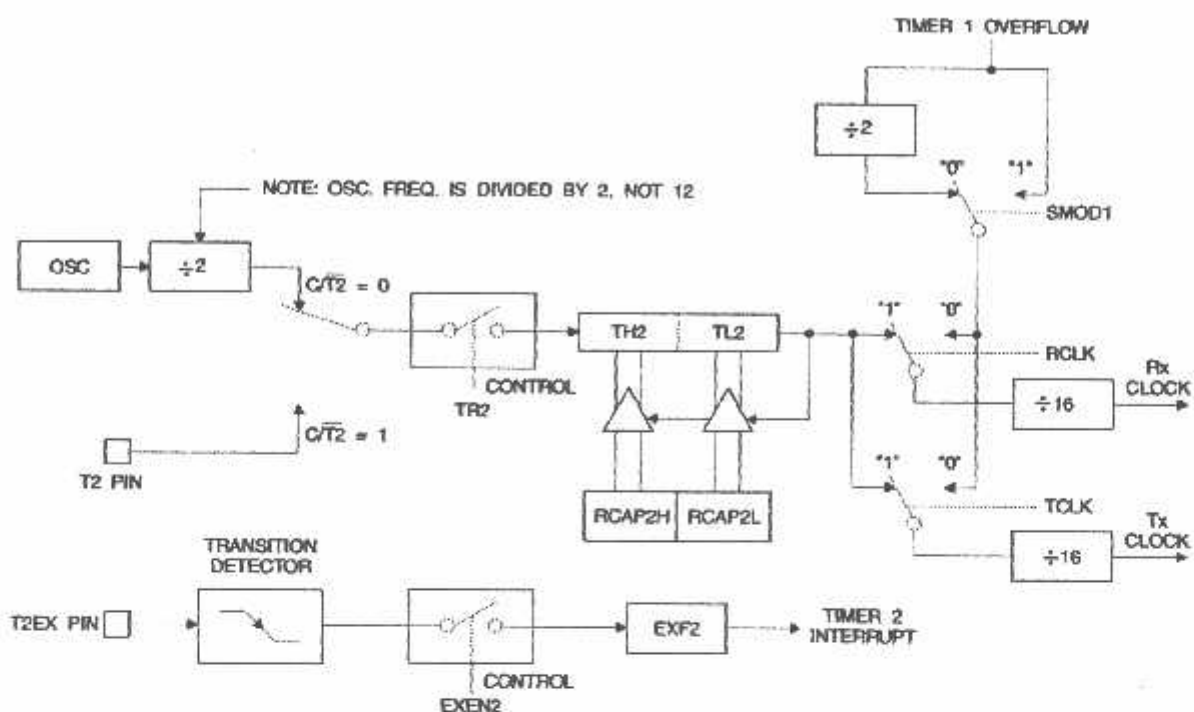 TIMER 1 OVERFLOW
÷2
"0" "1"
NOTE: OSC. FREQ. IS DIVIDED BY 2, NOT 12
SMOD1
OSC
÷2
C/T̅2̅ = 0
TH2 TL2
"1" "0"
RCLK
CONTROL
TR2
÷16
Rx
CLOCK
C/T̅2̅ = 1
T2 PIN
"1" "0"
RCAP2H RCAP2L
TCLK
÷16
Tx
CLOCK
TRANSITION
DETECTOR
T2EX PIN
EXF2
TIMER 2
INTERRUPT
CONTROL
EXEN2